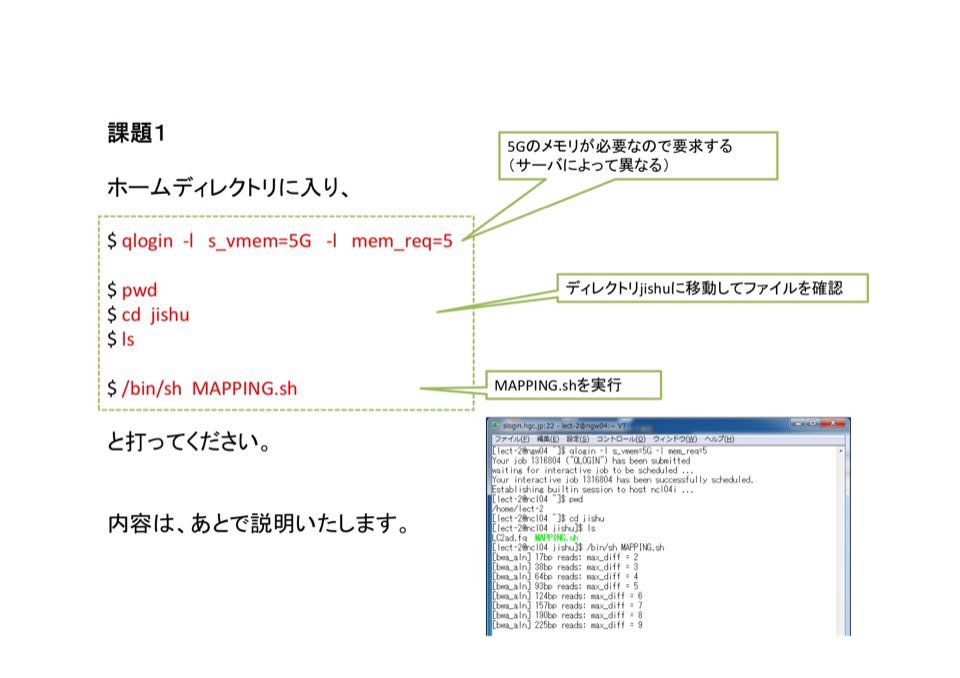 課題1
ホームディレクトリに入り、
$ qlogin -l s_vmem=5G -l mem_req=5
$ pwd
$ cd jishu
$ ls
$ /bin/sh MAPPING.sh
と打ってください。
内容は、あとで説明いたします。
5Gのメモリが必要なので要求する
（サーバによって異なる）
ディレクトリjishuに移動してファイルを確認
MAPPING.shを実行
slogin.hgc.jp:22 - lect-2@ngw04:~ VT
ファイル(F) 編集(E) 設定(S) コントロール(O) ウィンドウ(W) ヘルプ(H)
[lect-2@ngw04 ~]$ qlogin -l s_vmem=5G -l mem_req=5
Your job 1316804 ("QLOGIN") has been submitted
waiting for interactive job to be scheduled ...
Your interactive job 1316804 has been successfully scheduled.
Establishing builtin session to host ncl04i ...
[lect-2@ncl04 ~]$ pwd
/home/lect-2
[lect-2@ncl04 ~]$ cd jishu
[lect-2@ncl04 jishu]$ ls
LC2ad.fq MAPPING.sh
[lect-2@ncl04 jishu]$ /bin/sh MAPPING.sh
[bwa_aln] 17bp reads: max_diff = 2
[bwa_aln] 38bp reads: max_diff = 3
[bwa_aln] 64bp reads: max_diff = 4
[bwa_aln] 93bp reads: max_diff = 5
[bwa_aln] 124bp reads: max_diff = 6
[bwa_aln] 157bp reads: max_diff = 7
[bwa_aln] 190bp reads: max_diff = 8
[bwa_aln] 225bp reads: max_diff = 9